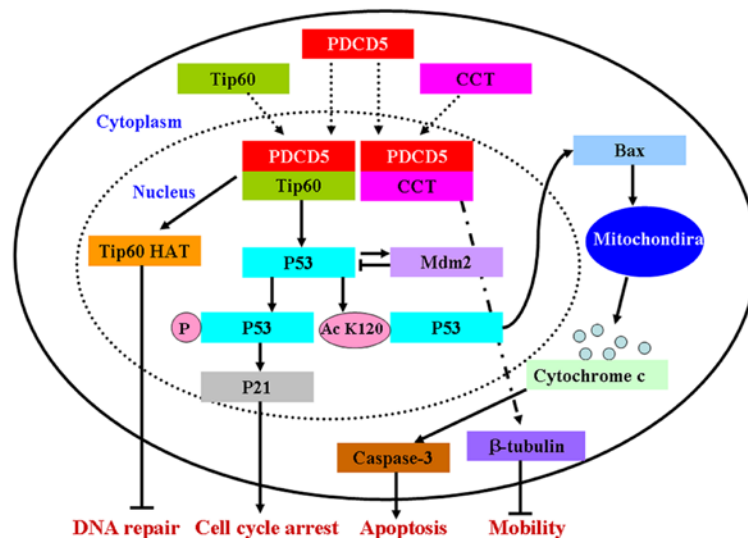 PDCD5
Tip60
CCT
Cytoplasm
PDCD5
PDCD5
Bax
Tip60
CCT
Nucleus
Mitochondira
Tip60 HAT
P53
Mdm2
P
P53
Ac K120
P53
P21
Cytochrome c
Caspase-3
β-tubulin
DNA repair
Cell cycle arrest
Apoptosis
Mobility